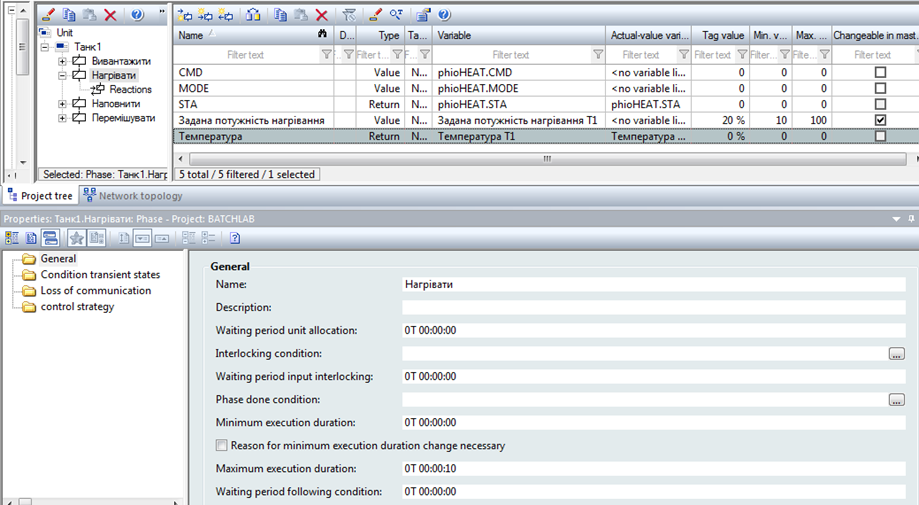 Name D... Type Ta... Variable Actual-value vari... Tag value Min. v... Max. ... Changeable in mast...
Filter text Filter t... Filter text Filter text Filter text Filter... Filter text
CMD Value N... phioHEAT.CMD <no variable li... 0 0 0
MODE Value N... phioHEAT.MODE <no variable li... 0 0 0
STA Return N... phioHEAT.STA phioHEAT.STA 0 0 0
Задана потужність нагрівання Value N... Задана потужність нагрівання Т1 <no variable li... 20 % 10 100
Температура Return N... Температура Т1 Температура ... 0 % 0 0
Unit
Танк1
Вивантажити
Нагрівати
Reactions
Наповнити
Перемішувати
Selected: Phase: Танк1.Нагр
5 total / 5 filtered / 1 selected
Project tree Network topology
Properties: Танк1.Нагрівати: Phase - Project: BATCHLAB
General
Condition transient states
Loss of communication
control strategy
General
Name: Нагрівати
Description:
Waiting period unit allocation: 0T 00:00:00
Interlocking condition: ...
Waiting period input interlocking: 0T 00:00:00
Phase done condition: ...
Minimum execution duration: 0T 00:00:00
Reason for minimum execution duration change necessary
Maximum execution duration: 0T 00:00:10
Waiting period following condition: 0T 00:00:00